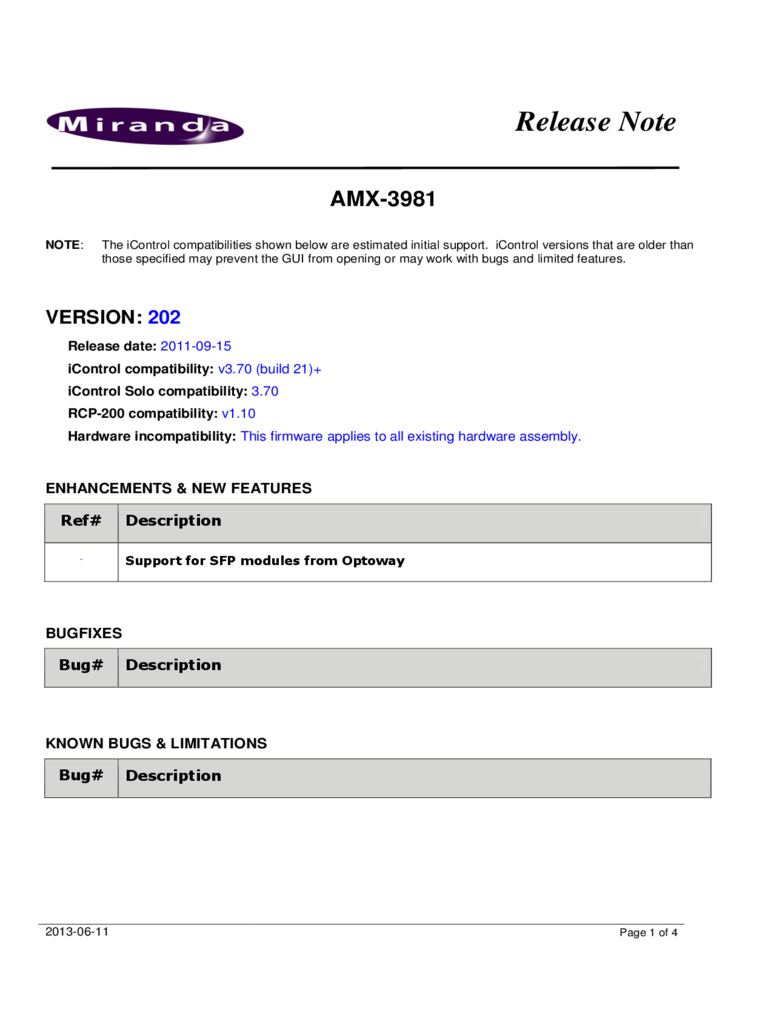 Miranda
Release Note
AMX-3981
NOTE: The iControl compatibilities shown below are estimated initial support. iControl versions that are older than
those specified may prevent the GUI from opening or may work with bugs and limited features.
VERSION: 202
Release date: 2011-09-15
iControl compatibility: v3.70 (build 21)+
iControl Solo compatibility: 3.70
RCP-200 compatibility: v1.10
Hardware incompatibility: This firmware applies to all existing hardware assembly.
ENHANCEMENTS & NEW FEATURES
Ref# Description
- Support for SFP modules from Optoway
BUGFIXES
Bug# Description
KNOWN BUGS & LIMITATIONS
Bug# Description
2013-06-11 Page 1 of 4